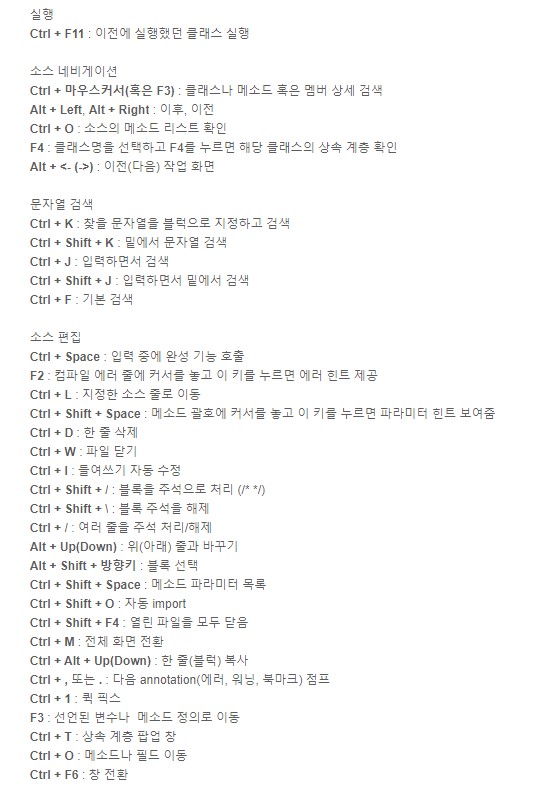 실행
Ctrl + F11 : 이전에 실행했던 클래스 실행
소스 네비게이션
Ctrl + 마우스커서(혹은 F3) : 클래스나 메소드 혹은 멤버 상세 검색
Alt + Left, Alt + Right : 이후, 이전
Ctrl + O : 소스의 메소드 리스트 확인
F4 : 클래스명을 선택하고 F4를 누르면 해당 클래스의 상속 계층 확인
Alt + <- (->) : 이전(다음) 작업 화면
문자열 검색
Ctrl + K : 찾을 문자열을 블럭으로 지정하고 검색
Ctrl + Shift + K : 밑에서 문자열 검색
Ctrl + J : 입력하면서 검색
Ctrl + Shift + J : 입력하면서 밑에서 검색
Ctrl + F : 기본 검색
소스 편집
Ctrl + Space : 입력 중에 완성 기능 호출
F2 : 컴파일 에러 줄에 커서를 놓고 이 키를 누르면 에러 힌트 제공
Ctrl + L : 지정한 소스 줄로 이동
Ctrl + Shift + Space : 메소드 괄호에 커서를 놓고 이 키를 누르면 파라미터 힌트 보여줌
Ctrl + D : 한 줄 삭제
Ctrl + W : 파일 닫기
Ctrl + I : 들여쓰기 자동 수정
Ctrl + Shift + / : 블록을 주석으로 처리 (/* */)
Ctrl + Shift + \ : 블록 주석을 해제
Ctrl + / : 여러 줄을 주석 처리/해제
Alt + Up(Down) : 위(아래) 줄과 바꾸기
Alt + Shift + 방향키 : 블록 선택
Ctrl + Shift + Space : 메소드 파라미터 목록
Ctrl + Shift + O : 자동 import
Ctrl + Shift + F4 : 열린 파일을 모두 닫음
Ctrl + M : 전체 화면 전환
Ctrl + Alt + Up(Down) : 한 줄(블럭) 복사
Ctrl + , 또는 . : 다음 annotation(에러, 워닝, 북마크) 점프
Ctrl + 1 : 퀵 픽스
F3 : 선언된 변수나 메소드 정의로 이동
Ctrl + T : 상속 계층 팝업 창
Ctrl + O : 메소드나 필드 이동
Ctrl + F6 : 창 전환